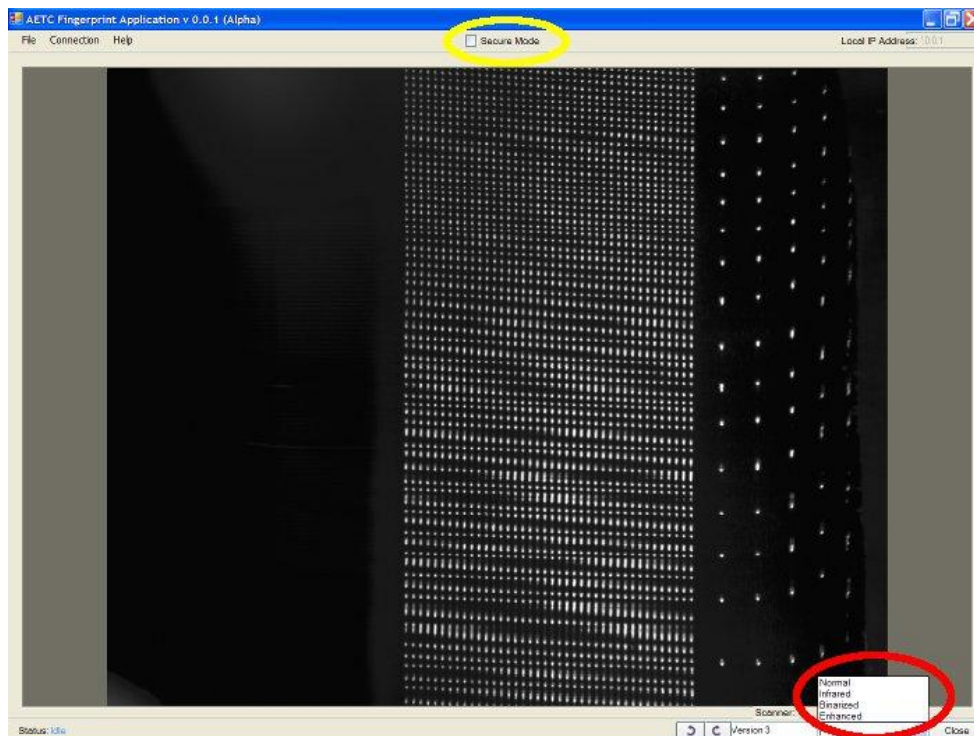 AETC Fingerprint Application v 0.0.1 (Alpha)
File Connection Help
Secure Mode
Local IP Address:
Normal
Infrared
Binarized
Enhanced
Scanner:
Status: Idle
Version 3
Close